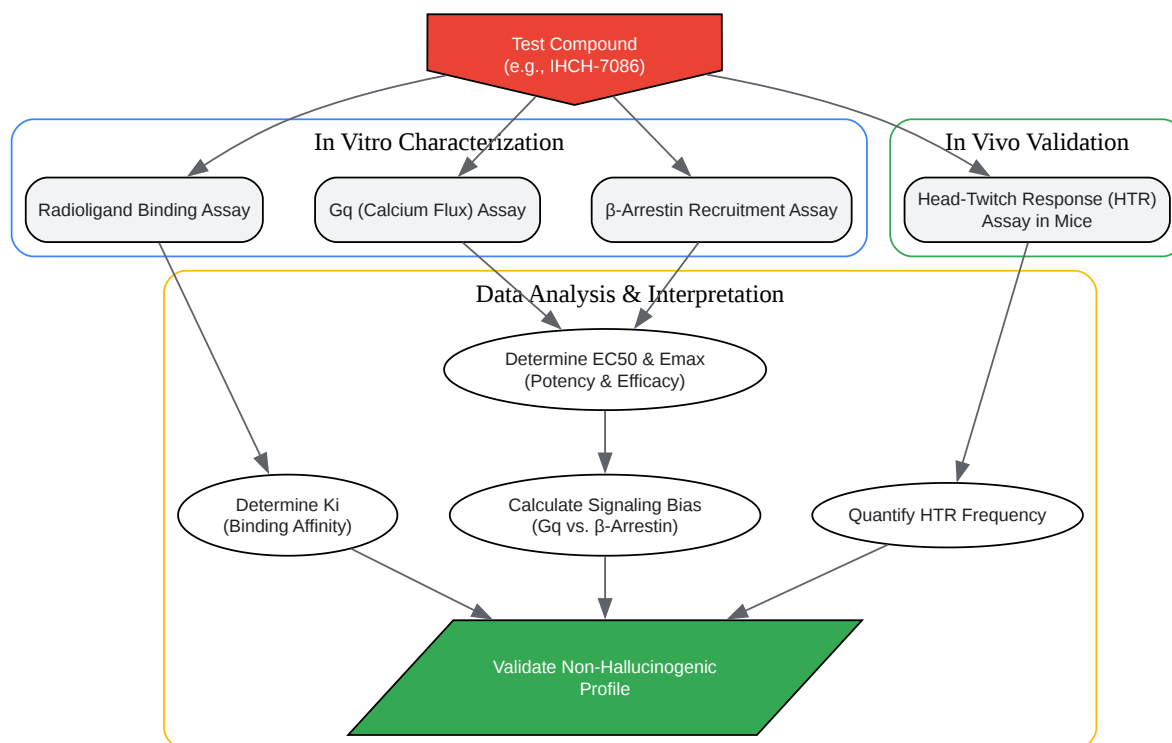 Test Compound
(e.g., IHCH-7086)
In Vitro Characterization
In Vivo Validation
Radioligand Binding Assay
Gq (Calcium Flux) Assay
β-Arrestin Recruitment Assay
Head-Twitch Response (HTR)
Assay in Mice
Data Analysis & Interpretation
Determine EC50 & Emax
(Potency & Efficacy)
Determine Ki
(Binding Affinity)
Calculate Signaling Bias
(Gq vs. β-Arrestin)
Quantify HTR Frequency
Validate Non-Hallucinogenic
Profile